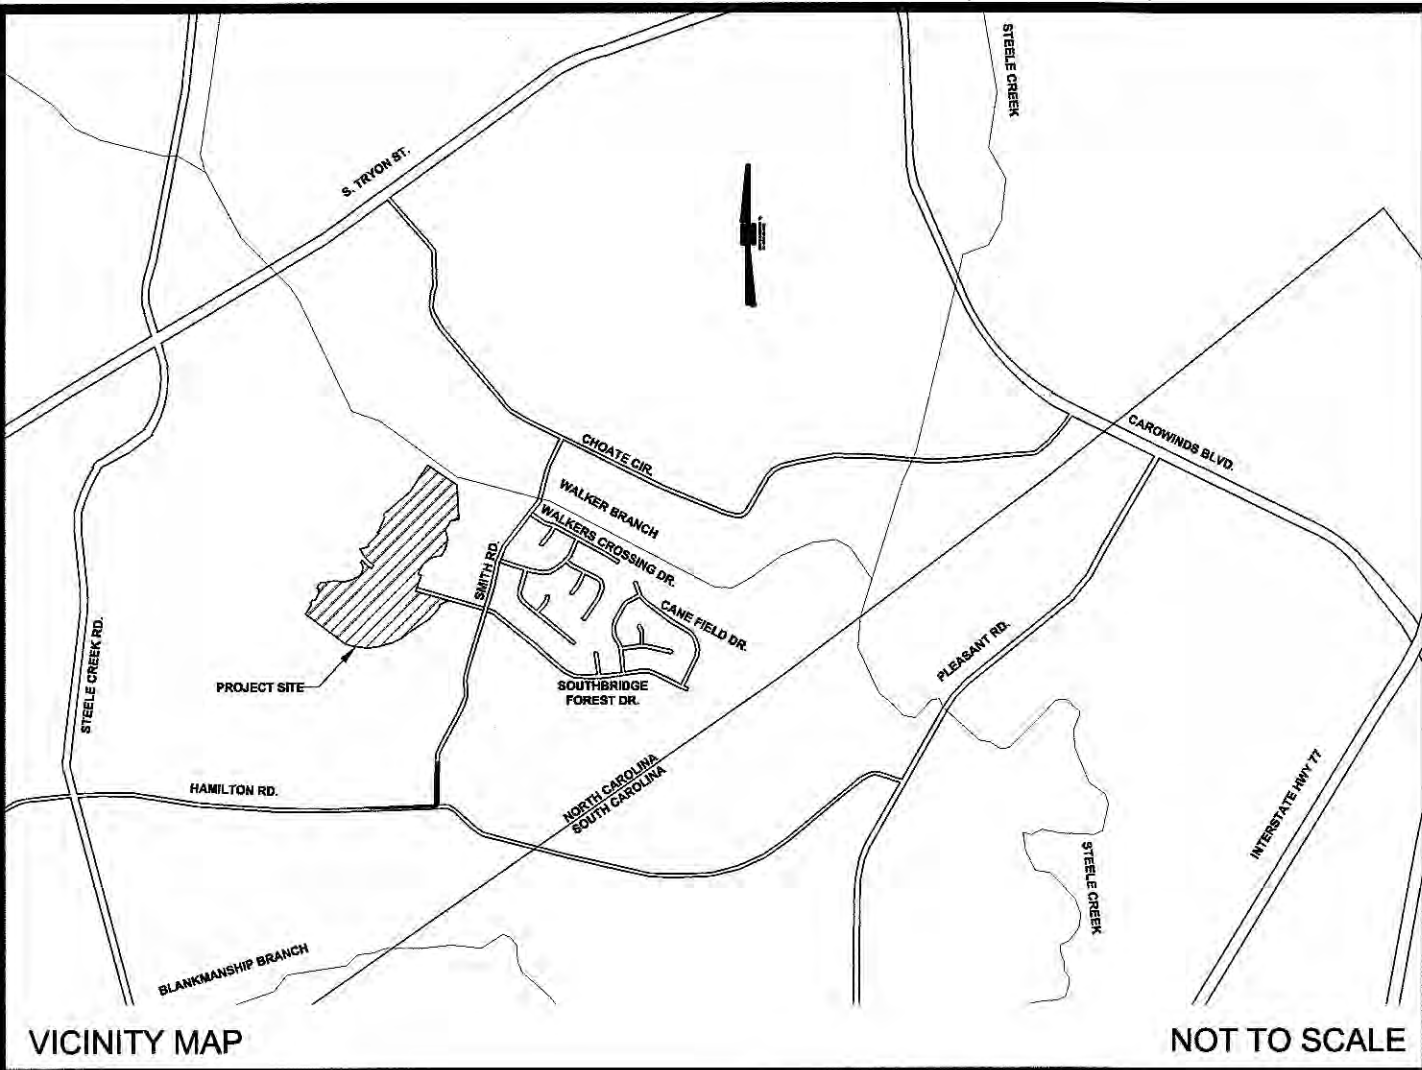 STEELE CREEK
S. TRYON ST.
CAROWINDS BLVD.
CHOATE CIR.
WALKER BRANCH
WALKERS CROSSING DR.
SMITH RD.
CANE FIELD DR.
STEELE CREEK RD.
PLEASANT RD.
PROJECT SITE
SOUTHBRIDGE
FOREST DR.
HAMILTON RD.
NORTH CAROLINA
SOUTH CAROLINA
INTERSTATE HWY 77
STEELE CREEK
BLANKMANSHIP BRANCH
VICINITY MAP
NOT TO SCALE